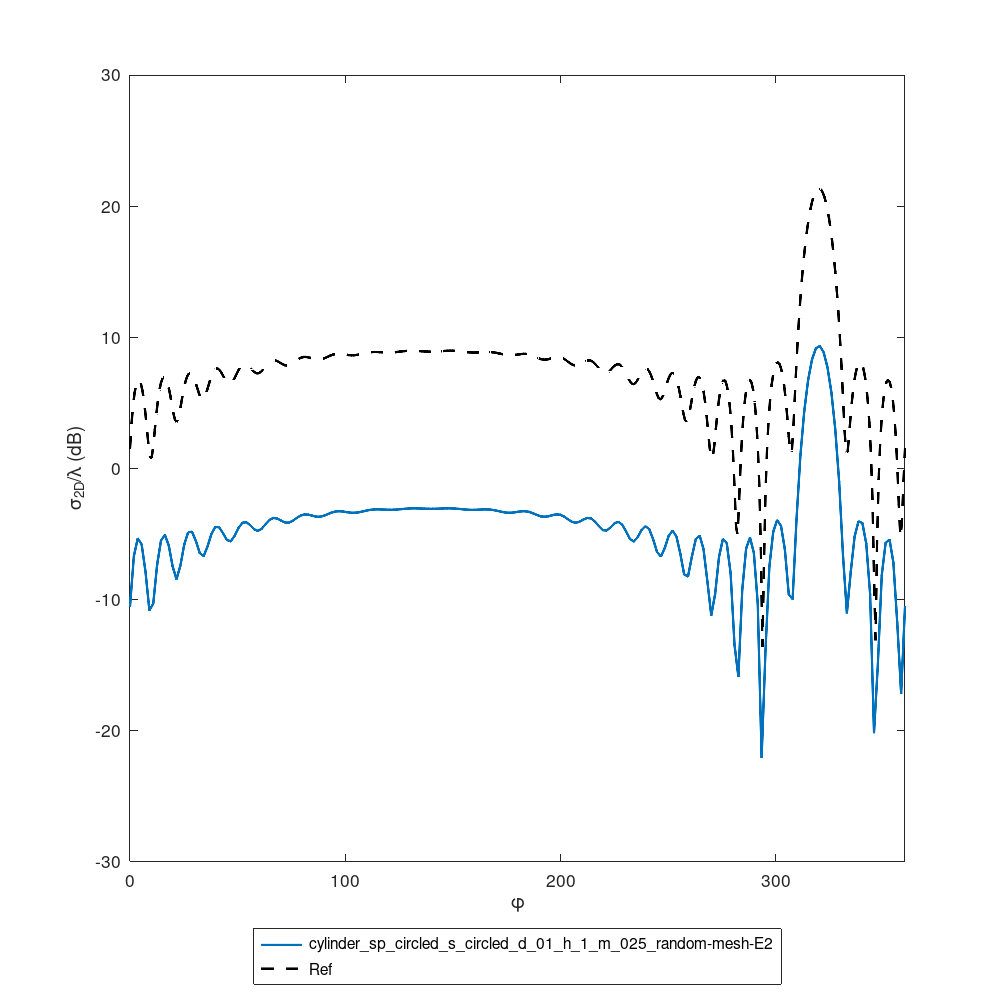 30
20
10
0
-10
-20
-30
σ2D/λ (dB)
0 100 200 300
φ
cylinder_sp_circled_s_circled_d_01_h_1_m_025_random-mesh-E2
Ref